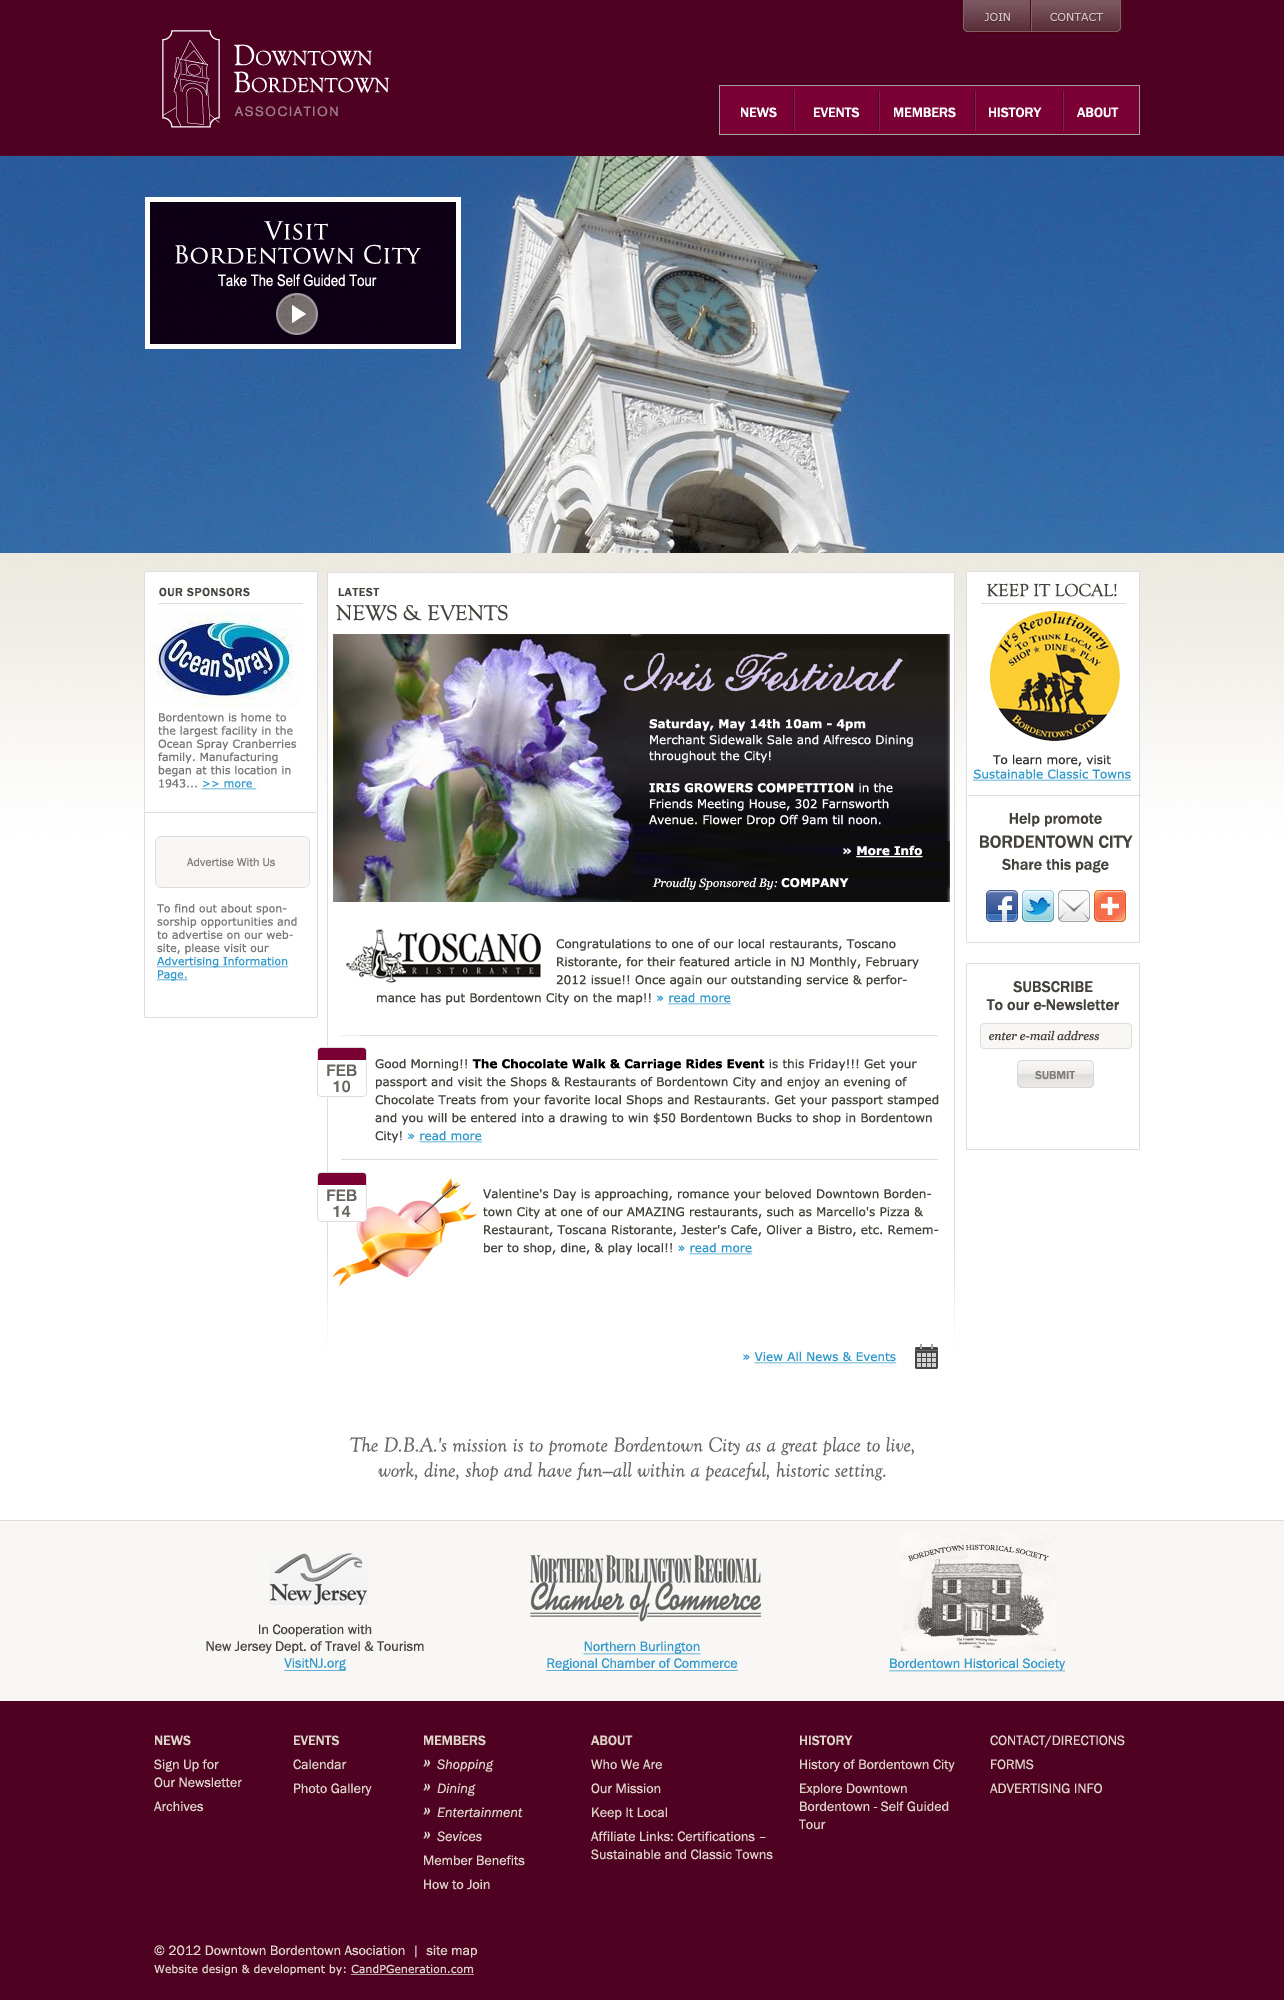 JOIN
CONTACT
DOWNTOWN
BORDENTOWN
ASSOCIATION
NEWS
EVENTS
MEMBERS
HISTORY
ABOUT
VISIT
BORDENTOWN CITY
Take The Self Guided Tour
OUR SPONSORS
Ocean Spray
Bordentown is home to
the largest facility in the
Ocean Spray Cranberries
family. Manufacturing
began at this location in
1943... >> more
Advertise With Us
To find out about spon-
sorship opportunities and
to advertise on our web-
site, please visit our
Advertising Information
Page.
LATEST
NEWS & EVENTS
Iris Festival
Saturday, May 14th 10am - 4pm
Merchant Sidewalk Sale and Alfresco Dining
throughout the City!
IRIS GROWERS COMPETITION in the
Friends Meeting House, 302 Farnsworth
Avenue. Flower Drop Off 9am til noon.
» More Info
Proudly Sponsored By: COMPANY
TOSCANO
RISTORANTE
Congratulations to one of our local restaurants, Toscano
Ristorante, for their featured article in NJ Monthly, February
2012 issue!! Once again our outstanding service & perfor-
mance has put Bordentown City on the map!! » read more
FEB
10
Good Morning!! The Chocolate Walk & Carriage Rides Event is this Friday!!! Get your
passport and visit the Shops & Restaurants of Bordentown City and enjoy an evening of
Chocolate Treats from your favorite local Shops and Restaurants. Get your passport stamped
and you will be entered into a drawing to win $50 Bordentown Bucks to shop in Bordentown
City! » read more
FEB
14
Valentine's Day is approaching, romance your beloved Downtown Borden-
town City at one of our AMAZING restaurants, such as Marcello's Pizza &
Restaurant, Toscana Ristorante, Jester's Cafe, Oliver a Bistro, etc. Remem-
ber to shop, dine, & play local!! » read more
» View All News & Events
KEEP IT LOCAL!
It's Revolutionary
TO THINK LOCAL
SHOP ★ DINE ★ PLAY
BORDENTOWN CITY
To learn more, visit
Sustainable Classic Towns
Help promote
BORDENTOWN CITY
Share this page
SUBSCRIBE
To our e-Newsletter
enter e-mail address
SUBMIT
The D.B.A.'s mission is to promote Bordentown City as a great place to live,
work, dine, shop and have fun–all within a peaceful, historic setting.
New Jersey
In Cooperation with
New Jersey Dept. of Travel & Tourism
VisitNJ.org
NORTHERN BURLINGTON REGIONAL
Chamber of Commerce
Northern Burlington
Regional Chamber of Commerce
BORDENTOWN HISTORICAL SOCIETY
Bordentown Historical Society
NEWS
Sign Up for
Our Newsletter
Archives
EVENTS
Calendar
Photo Gallery
MEMBERS
» Shopping
» Dining
» Entertainment
» Sevices
Member Benefits
How to Join
ABOUT
Who We Are
Our Mission
Keep It Local
Affiliate Links: Certifications –
Sustainable and Classic Towns
HISTORY
History of Bordentown City
Explore Downtown
Bordentown - Self Guided
Tour
CONTACT/DIRECTIONS
FORMS
ADVERTISING INFO
© 2012 Downtown Bordentown Asociation | site map
Website design & development by: CandPGeneration.com